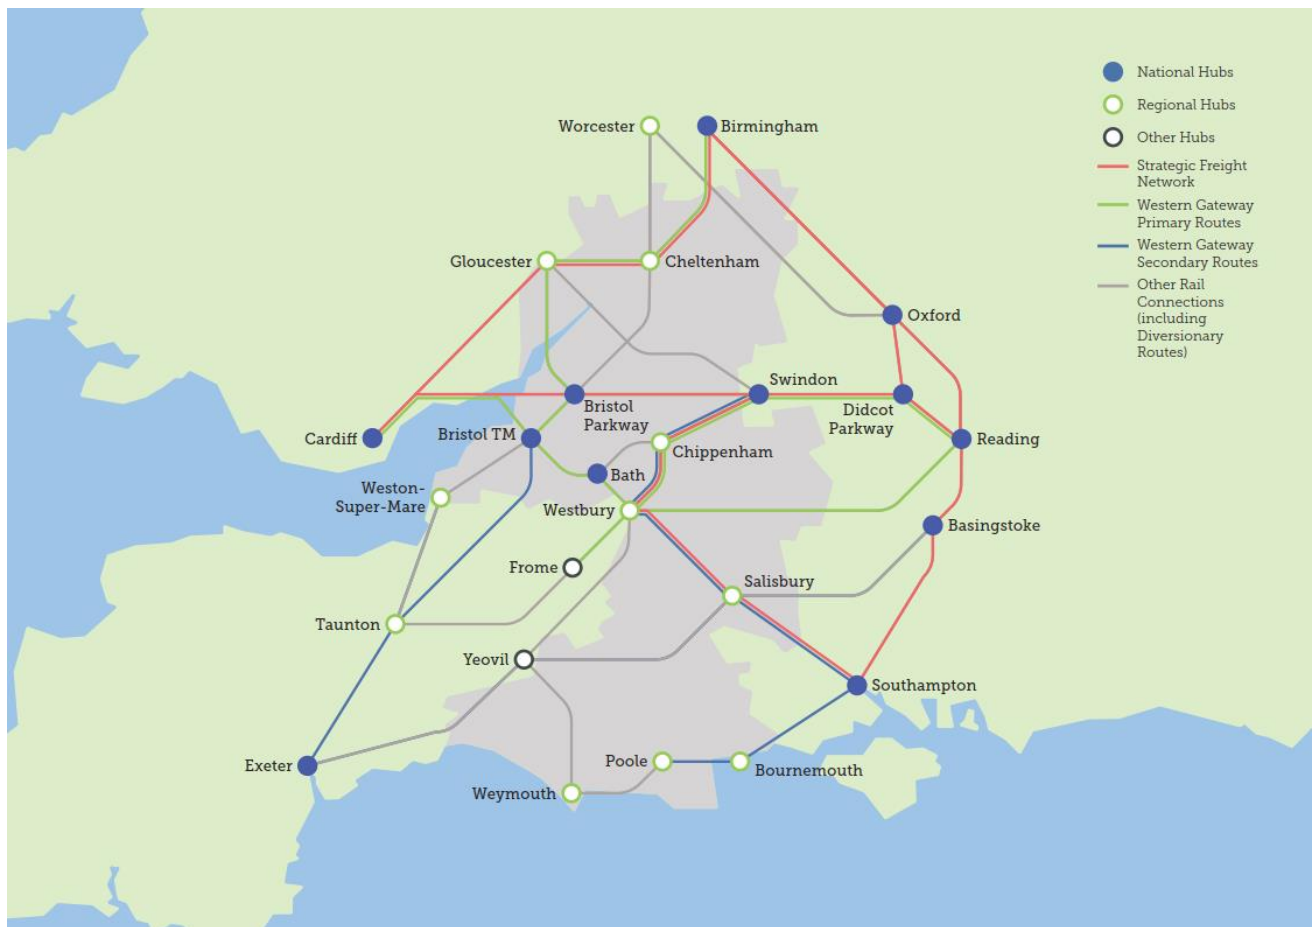 National Hubs
Regional Hubs
Other Hubs
Strategic Freight
Network
Western Gateway
Primary Routes
Western Gateway
Secondary Routes
Other Rail
Connections
(including
Diversionary
Routes)
Worcester
Birmingham
Gloucester
Cheltenham
Oxford
Swindon
Bristol
Parkway
Didcot
Parkway
Cardiff
Bristol TM
Chippenham
Reading
Bath
Weston-
Super-Mare
Westbury
Basingstoke
Frome
Salisbury
Taunton
Yeovil
Southampton
Exeter
Poole
Bournemouth
Weymouth